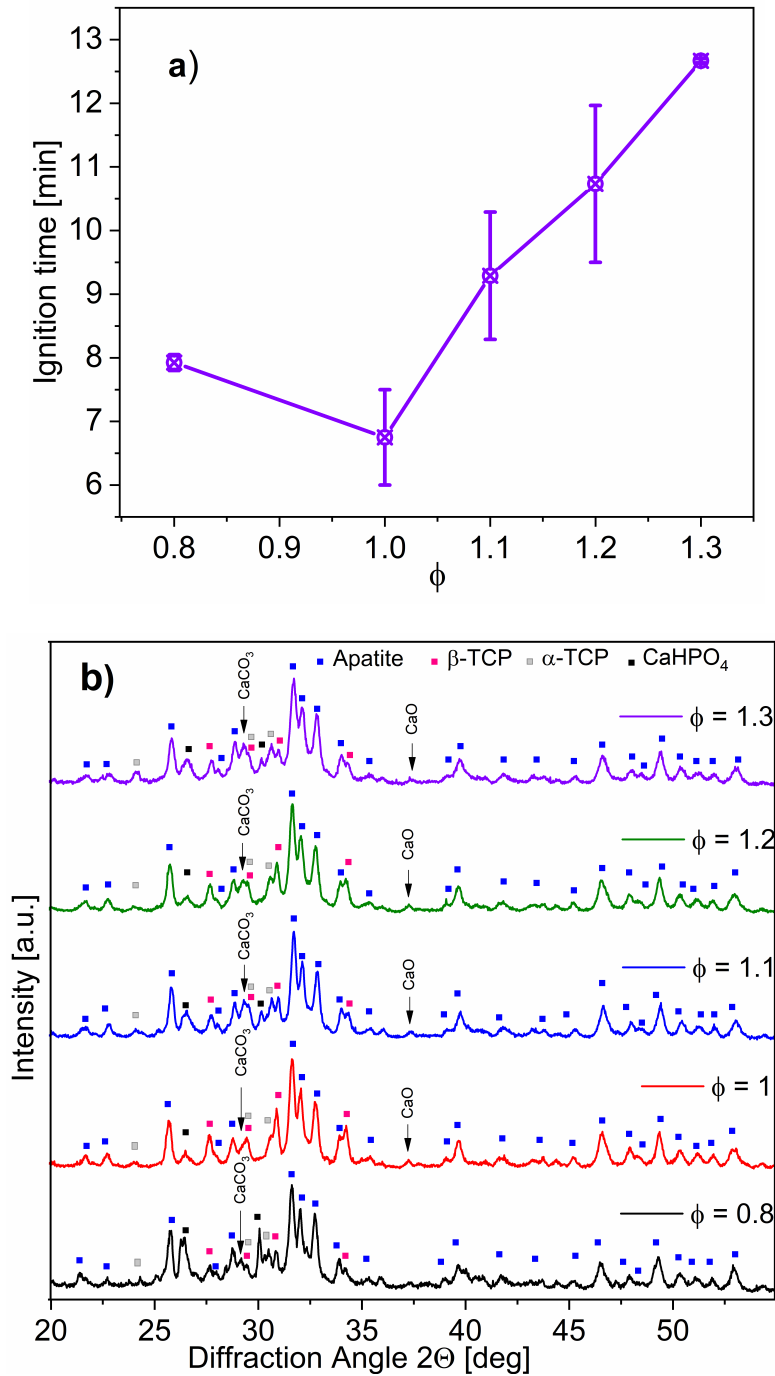 a)
Ignition time [min]
13
12
11
10
9
8
7
6
0.8 0.9 1.0 1.1 1.2 1.3
ϕ
b)
Apatite β-TCP α-TCP CaHPO₄
CaCO₃
CaO
ϕ = 1.3
CaCO₃
CaO
ϕ = 1.2
CaCO₃
CaO
ϕ = 1.1
CaCO₃
CaO
ϕ = 1
CaCO₃
ϕ = 0.8
Intensity [a.u.]
20 25 30 35 40 45 50
Diffraction Angle 2Θ [deg]